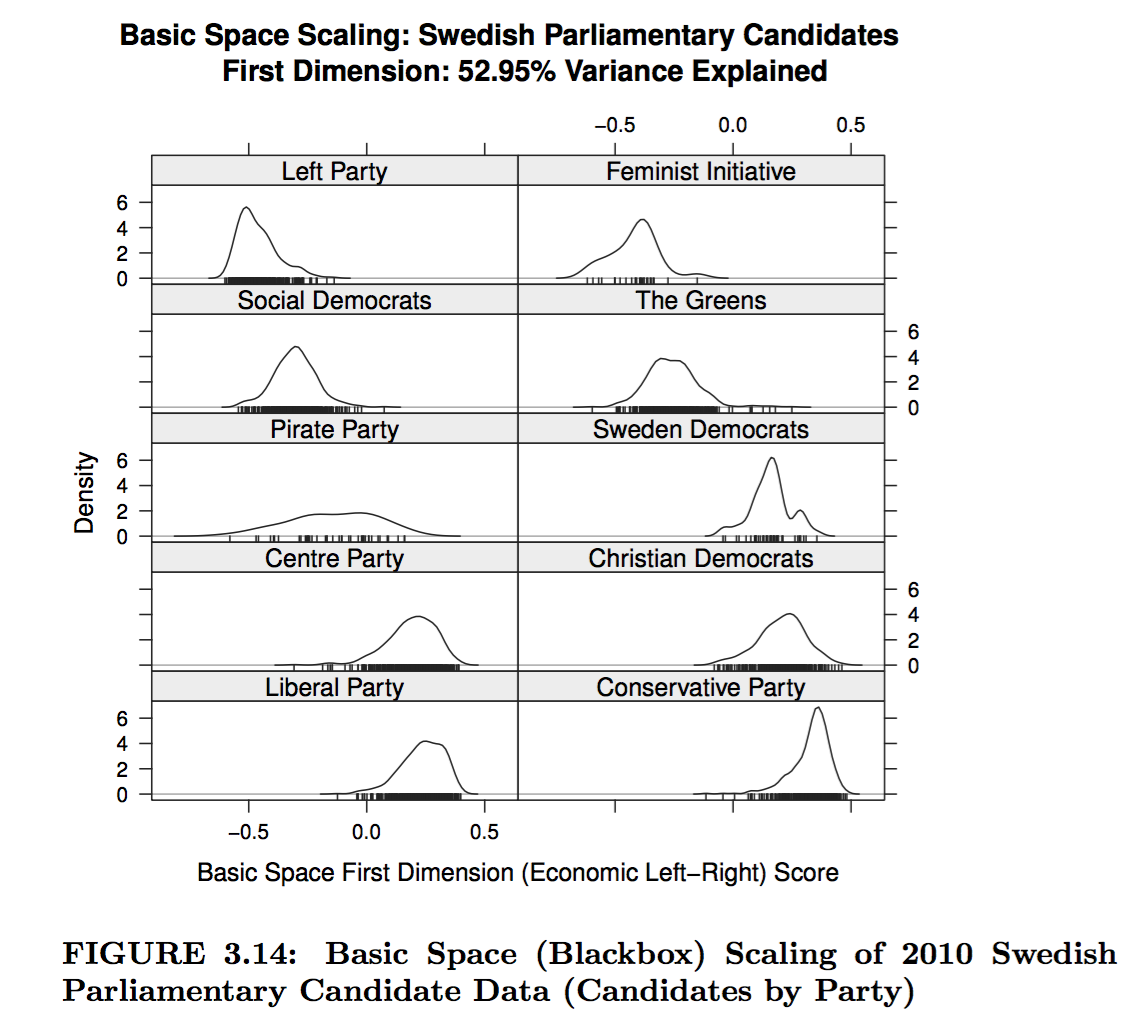 Basic Space Scaling: Swedish Parliamentary Candidates
First Dimension: 52.95% Variance Explained
−0.5 0.0 0.5
Left Party Feminist Initiative
6
4
2
0
Social Democrats The Greens
6
4
2
0
Pirate Party Sweden Democrats
6
4
2
0
Density
Centre Party Christian Democrats
6
4
2
0
Liberal Party Conservative Party
6
4
2
0
−0.5 0.0 0.5
Basic Space First Dimension (Economic Left−Right) Score
FIGURE 3.14: Basic Space (Blackbox) Scaling of 2010 Swedish
Parliamentary Candidate Data (Candidates by Party)